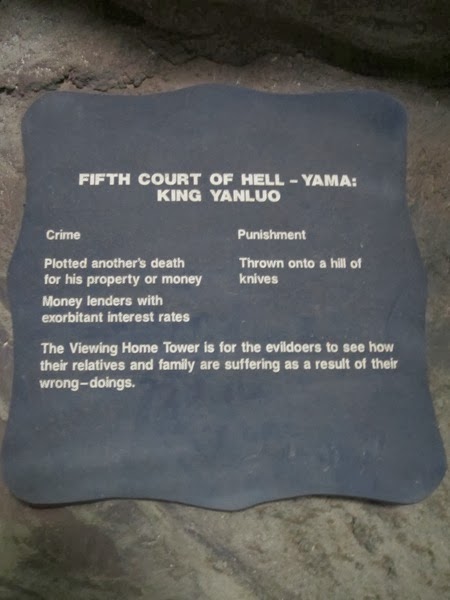 FIFTH COURT OF HELL – YAMA:
KING YANLUO
Crime
Punishment
Plotted another's death
for his property or money
Thrown onto a hill of
knives
Money lenders with
exorbitant interest rates
The Viewing Home Tower is for the evildoers to see how
their relatives and family are suffering as a result of their
wrong–doings.